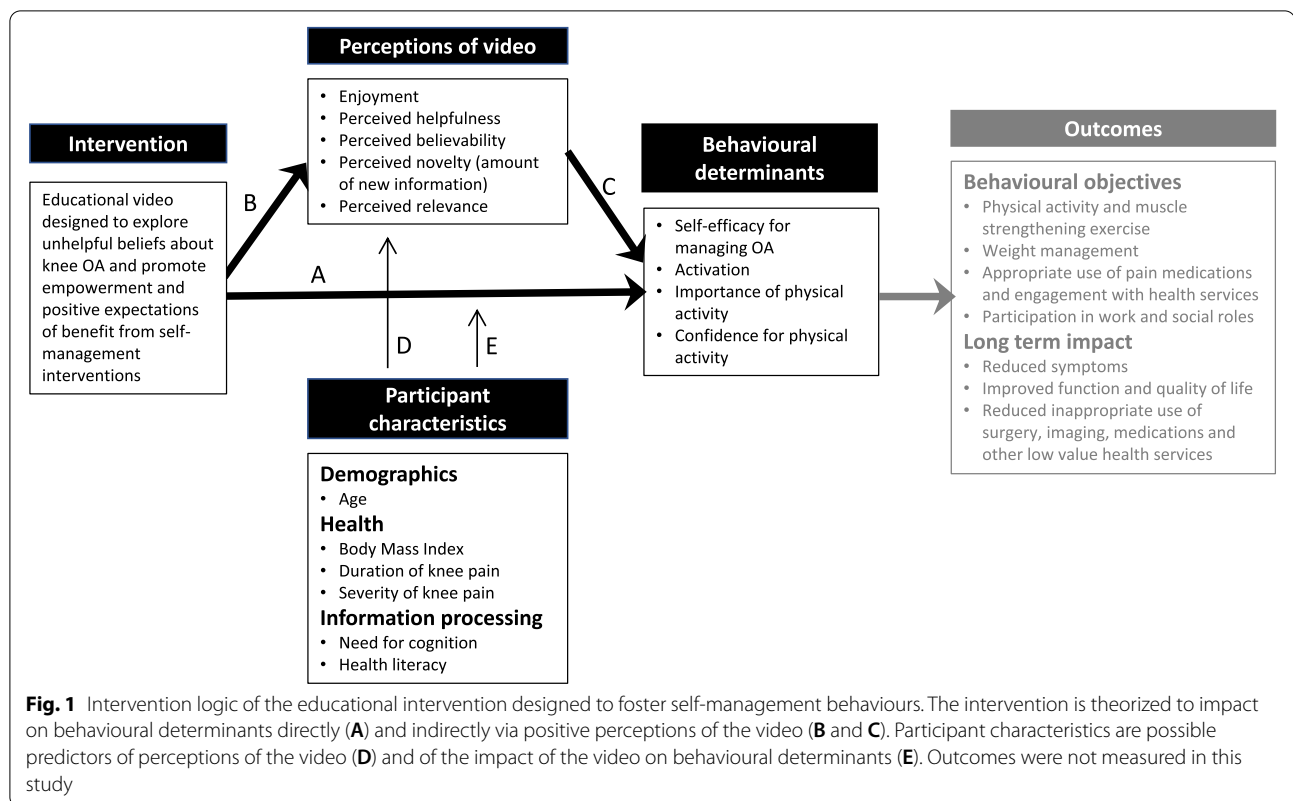 Perceptions of video
• Enjoyment
• Perceived helpfulness
• Perceived believability
• Perceived novelty (amount
of new information)
• Perceived relevance
Intervention
Educational video
designed to explore
unhelpful beliefs about
knee OA and promote
empowerment and
positive expectations
of benefit from self-
management
interventions
B
A
C
D
E
Behavioural
determinants
• Self-efficacy for
managing OA
• Activation
• Importance of physical
activity
• Confidence for physical
activity
Outcomes
Behavioural objectives
• Physical activity and muscle
strengthening exercise
• Weight management
• Appropriate use of pain medications
and engagement with health services
• Participation in work and social roles
Long term impact
• Reduced symptoms
• Improved function and quality of life
• Reduced inappropriate use of
surgery, imaging, medications and
other low value health services
Participant
characteristics
Demographics
• Age
Health
• Body Mass Index
• Duration of knee pain
• Severity of knee pain
Information processing
• Need for cognition
• Health literacy
Fig. 1 Intervention logic of the educational intervention designed to foster self-management behaviours. The intervention is theorized to impact
on behavioural determinants directly (A) and indirectly via positive perceptions of the video (B and C). Participant characteristics are possible
predictors of perceptions of the video (D) and of the impact of the video on behavioural determinants (E). Outcomes were not measured in this
study